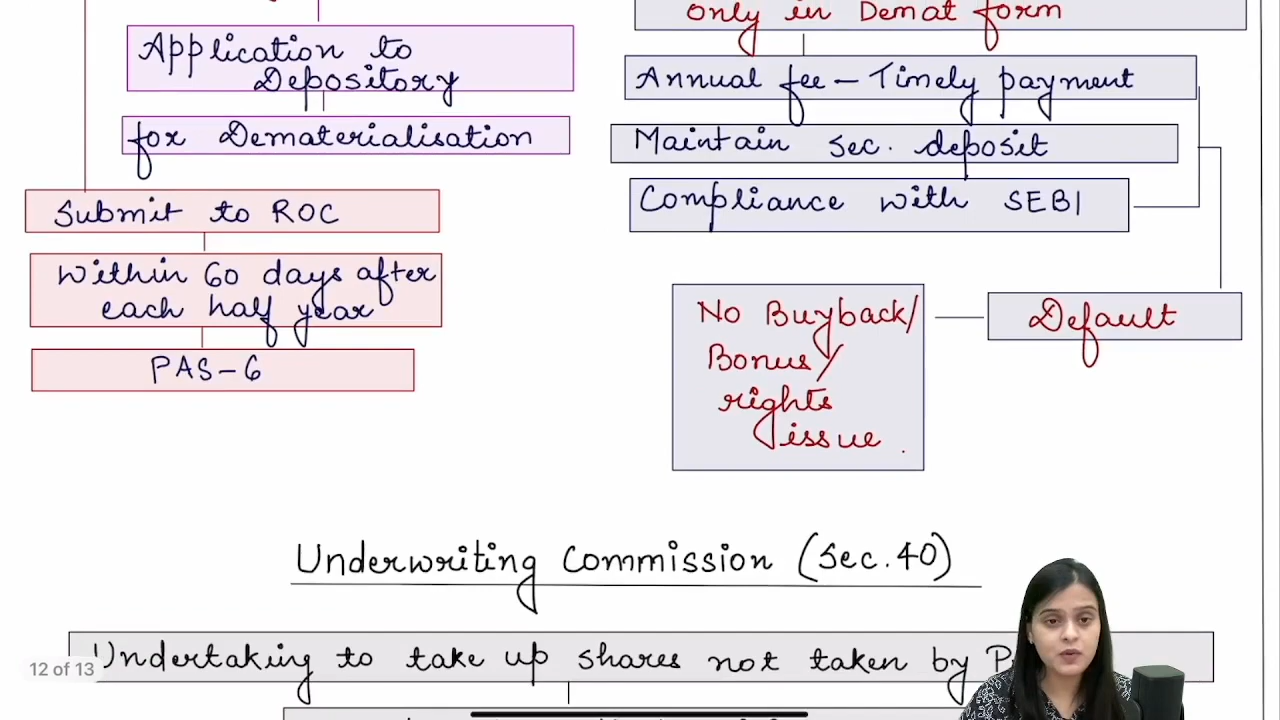 Application to
Depository
for Dematerialisation
Submit to ROC
Within 60 days after
each half year
PAS-6
only in Demat form
Annual fee - Timely payment
Maintain sec. deposit
Compliance with SEBI
Default
No Buyback/
Bonus/
rights
issue.
Underwriting Commission (Sec. 40)
Undertaking to take up shares not taken by
12 of 13